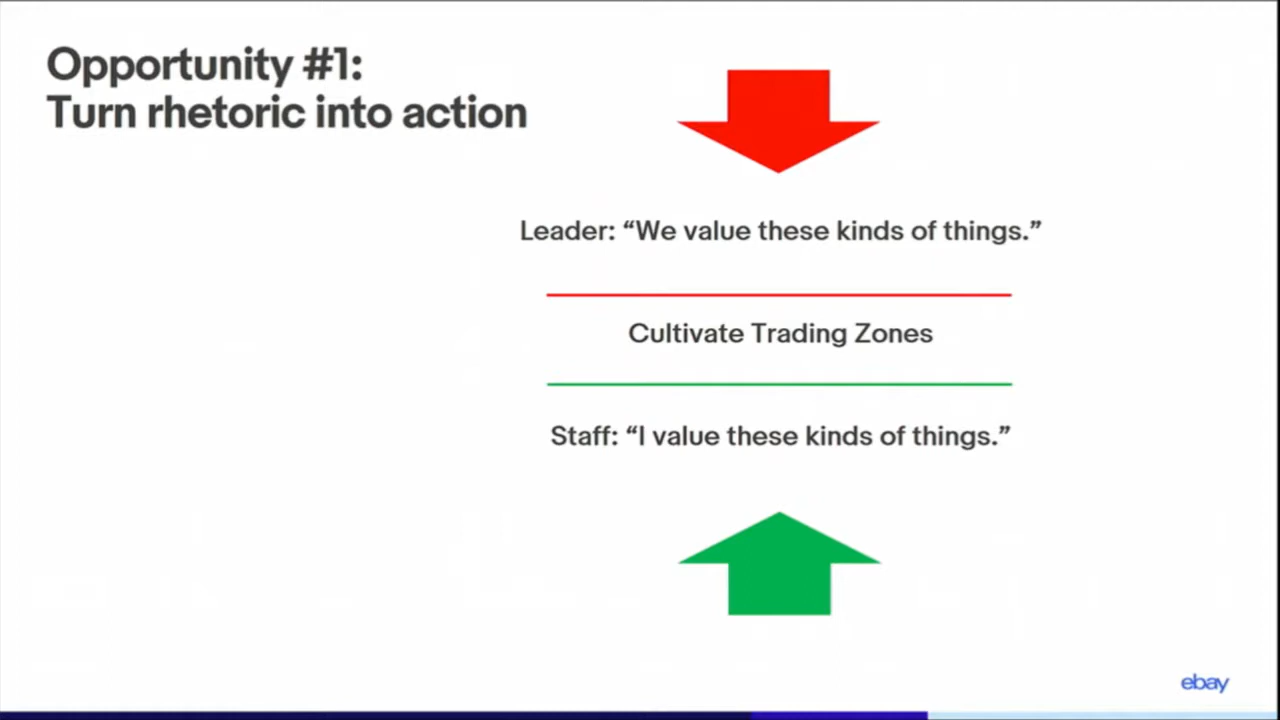 Opportunity #1:
Turn rhetoric into action
Leader: “We value these kinds of things.”
Cultivate Trading Zones
Staff: “I value these kinds of things.”
ebay